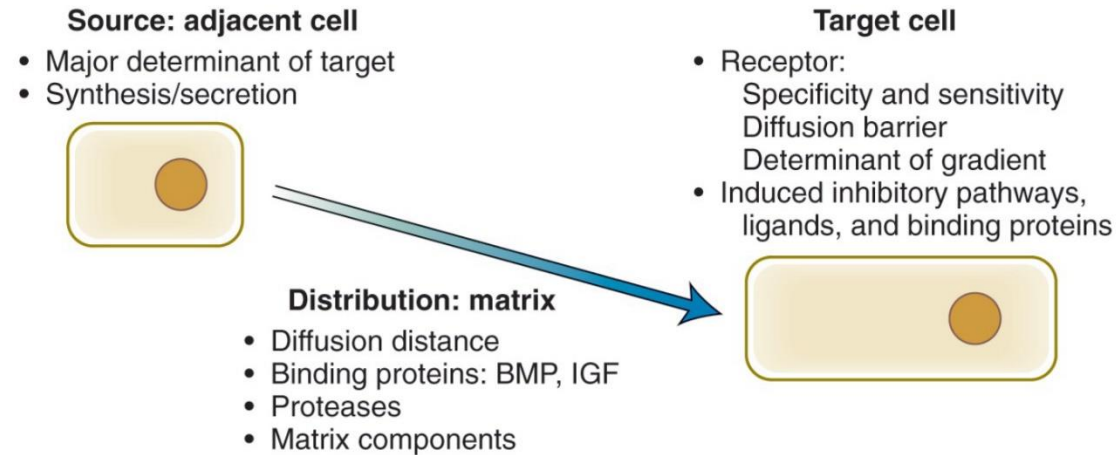 Source: adjacent cell
• Major determinant of target
• Synthesis/secretion
Target cell
• Receptor:
Specificity and sensitivity
Diffusion barrier
Determinant of gradient
• Induced inhibitory pathways,
ligands, and binding proteins
Distribution: matrix
• Diffusion distance
• Binding proteins: BMP, IGF
• Proteases
• Matrix components